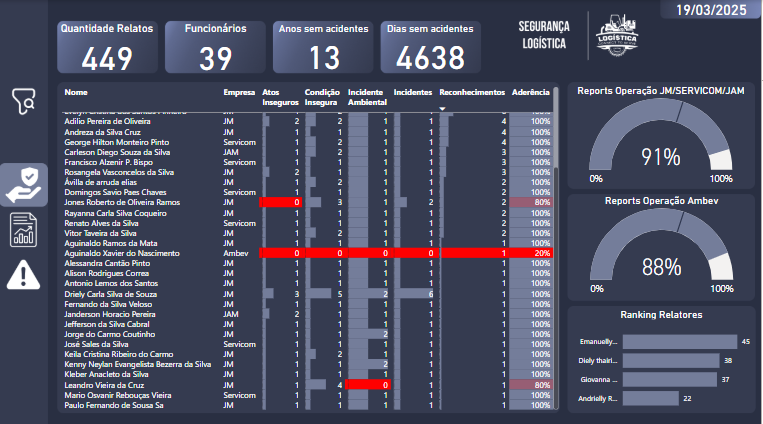 19/03/2025
Quantidade Relatos
449
Funcionários
39
Anos sem acidentes
13
Dias sem acidentes
4638
SEGURANÇA
LOGÍSTICA
LOGÍSTICA
Nome Empresa Atos Inseguros Condição Insegura Incidente Ambiental Incidentes Reconhecimentos Aderência
Adilio Pereira de Oliveira JM 2 2 1 1 4 100%
Andreza da Silva Cruz JM 1 1 1 1 4 100%
George Hilton Monteiro Pinto Servicom 1 2 1 1 4 100%
Carleson Diego Souza da Silva JAM 1 2 1 1 3 100%
Francisco Alzenir P. Bispo Servicom 1 1 1 1 3 100%
Rosangela Vasconcelos da Silva JM 2 1 1 1 3 100%
Ávilla de arruda elias JM 1 2 1 1 2 100%
Domingos Savio Paes Chaves Servicom 1 1 1 1 2 100%
Jones Roberto de Oliveira Ramos JM 0 3 1 2 2 80%
Rayanna Carla Silva Coqueiro JM 1 1 1 1 2 100%
Renato Alves da Silva Servicom 1 1 1 1 2 100%
Vitor Taveira da Silva JM 1 2 1 1 2 100%
Aguinaldo Ramos da Mata JM 1 1 1 1 1 100%
Aguinaldo Xavier do Nascimento Ambev 0 0 0 0 1 20%
Alessandra Cantão Pinto JM 1 1 1 1 1 100%
Alison Rodrigues Correa JM 1 1 1 1 1 100%
Antonio Lemos dos Santos JM 1 1 1 1 1 100%
Driely Carla Silva de Souza JM 3 5 2 6 1 100%
Fernando da Silva Veloso JM 1 1 1 1 1 100%
Janderson Horacio Pereira JAM 2 1 1 1 1 100%
Jefferson da Silva Cabral JM 1 1 1 1 1 100%
Jorge do Carmo Coutinho JM 1 1 2 1 1 100%
José Sales da Silva Servicom 1 1 1 1 1 100%
Keila Cristina Ribeiro do Carmo JM 1 2 1 1 1 100%
Kenny Neylan Evangelista Bezerra da Silva JM 1 1 2 1 1 100%
Kleber Anacleto da Silva JM 1 1 1 1 1 100%
Leandro Vieira da Cruz JM 1 4 0 1 1 80%
Mario Osvanir Rebouças Vieira Servicom 1 1 1 1 1 100%
Paulo Fernando de Sousa Sa JM 1 1 1 1 1 100%
Reports Operação JM/SERVICOM/JAM
91%
0% 100%
Reports Operação Ambev
88%
0% 100%
Ranking Relatores
Emanuelly... 45
Diely thairi... 38
Giovanna ... 37
Andrielly R... 22